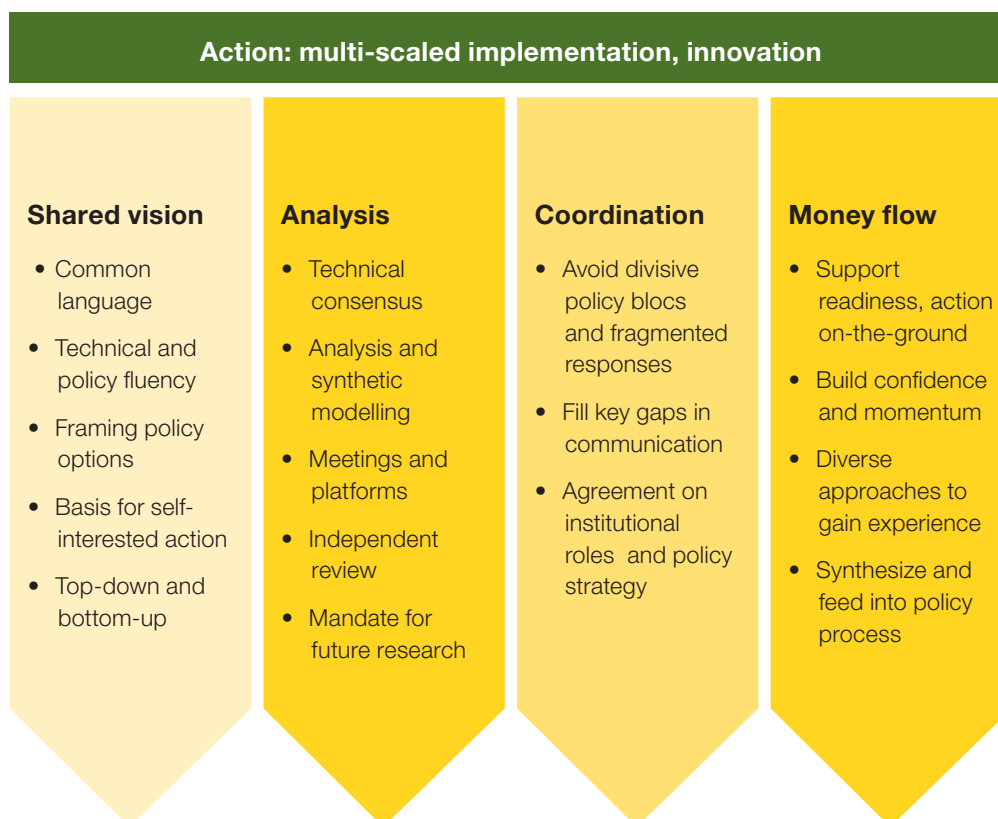 Action: multi-scaled implementation, innovation
Shared vision
• Common
language
• Technical and
policy fluency
• Framing policy
options
• Basis for self-
interested action
• Top-down and
bottom-up
Analysis
• Technical
consensus
• Analysis and
synthetic
modelling
• Meetings and
platforms
• Independent
review
• Mandate for
future research
Coordination
• Avoid divisive
policy blocs
and fragmented
responses
• Fill key gaps in
communication
• Agreement on
institutional
roles and policy
strategy
Money flow
• Support
readiness, action
on-the-ground
• Build confidence
and momentum
• Diverse
approaches to
gain experience
• Synthesize and
feed into policy
process